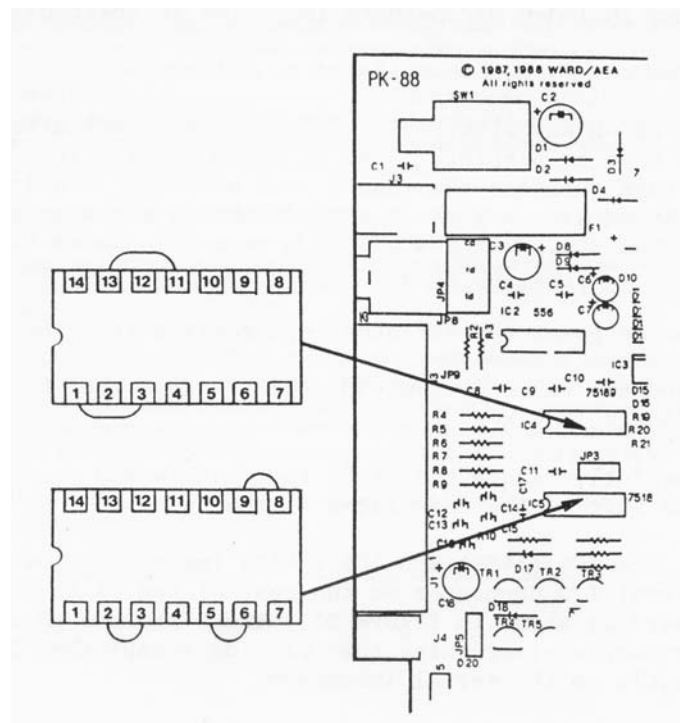 PK-88
© 1987, 1988 WARD/AEA
All rights reserved
SW1
C2
D1
D2
D3
7
C1
J3
D4
F1
C3
D8
D9
JP4
C4
C5
C6
D10
C7
JP8
IC2 556
R2
R3
IC3
JP9
C8
C9
C10
75189
D15
D16
R4
R5
R6
R7
R8
R9
IC4
R19
R20
R21
C11
JP3
C17
C12
C13
C14
C15
IC5
7518
R10
D17
TR1
TR2
TR3
J1
C16
D18
TR4
TR5
J4
JP5
D20
14 13 12 11 10 9 8
1 2 3 4 5 6 7
14 13 12 11 10 9 8
1 2 3 4 5 6 7